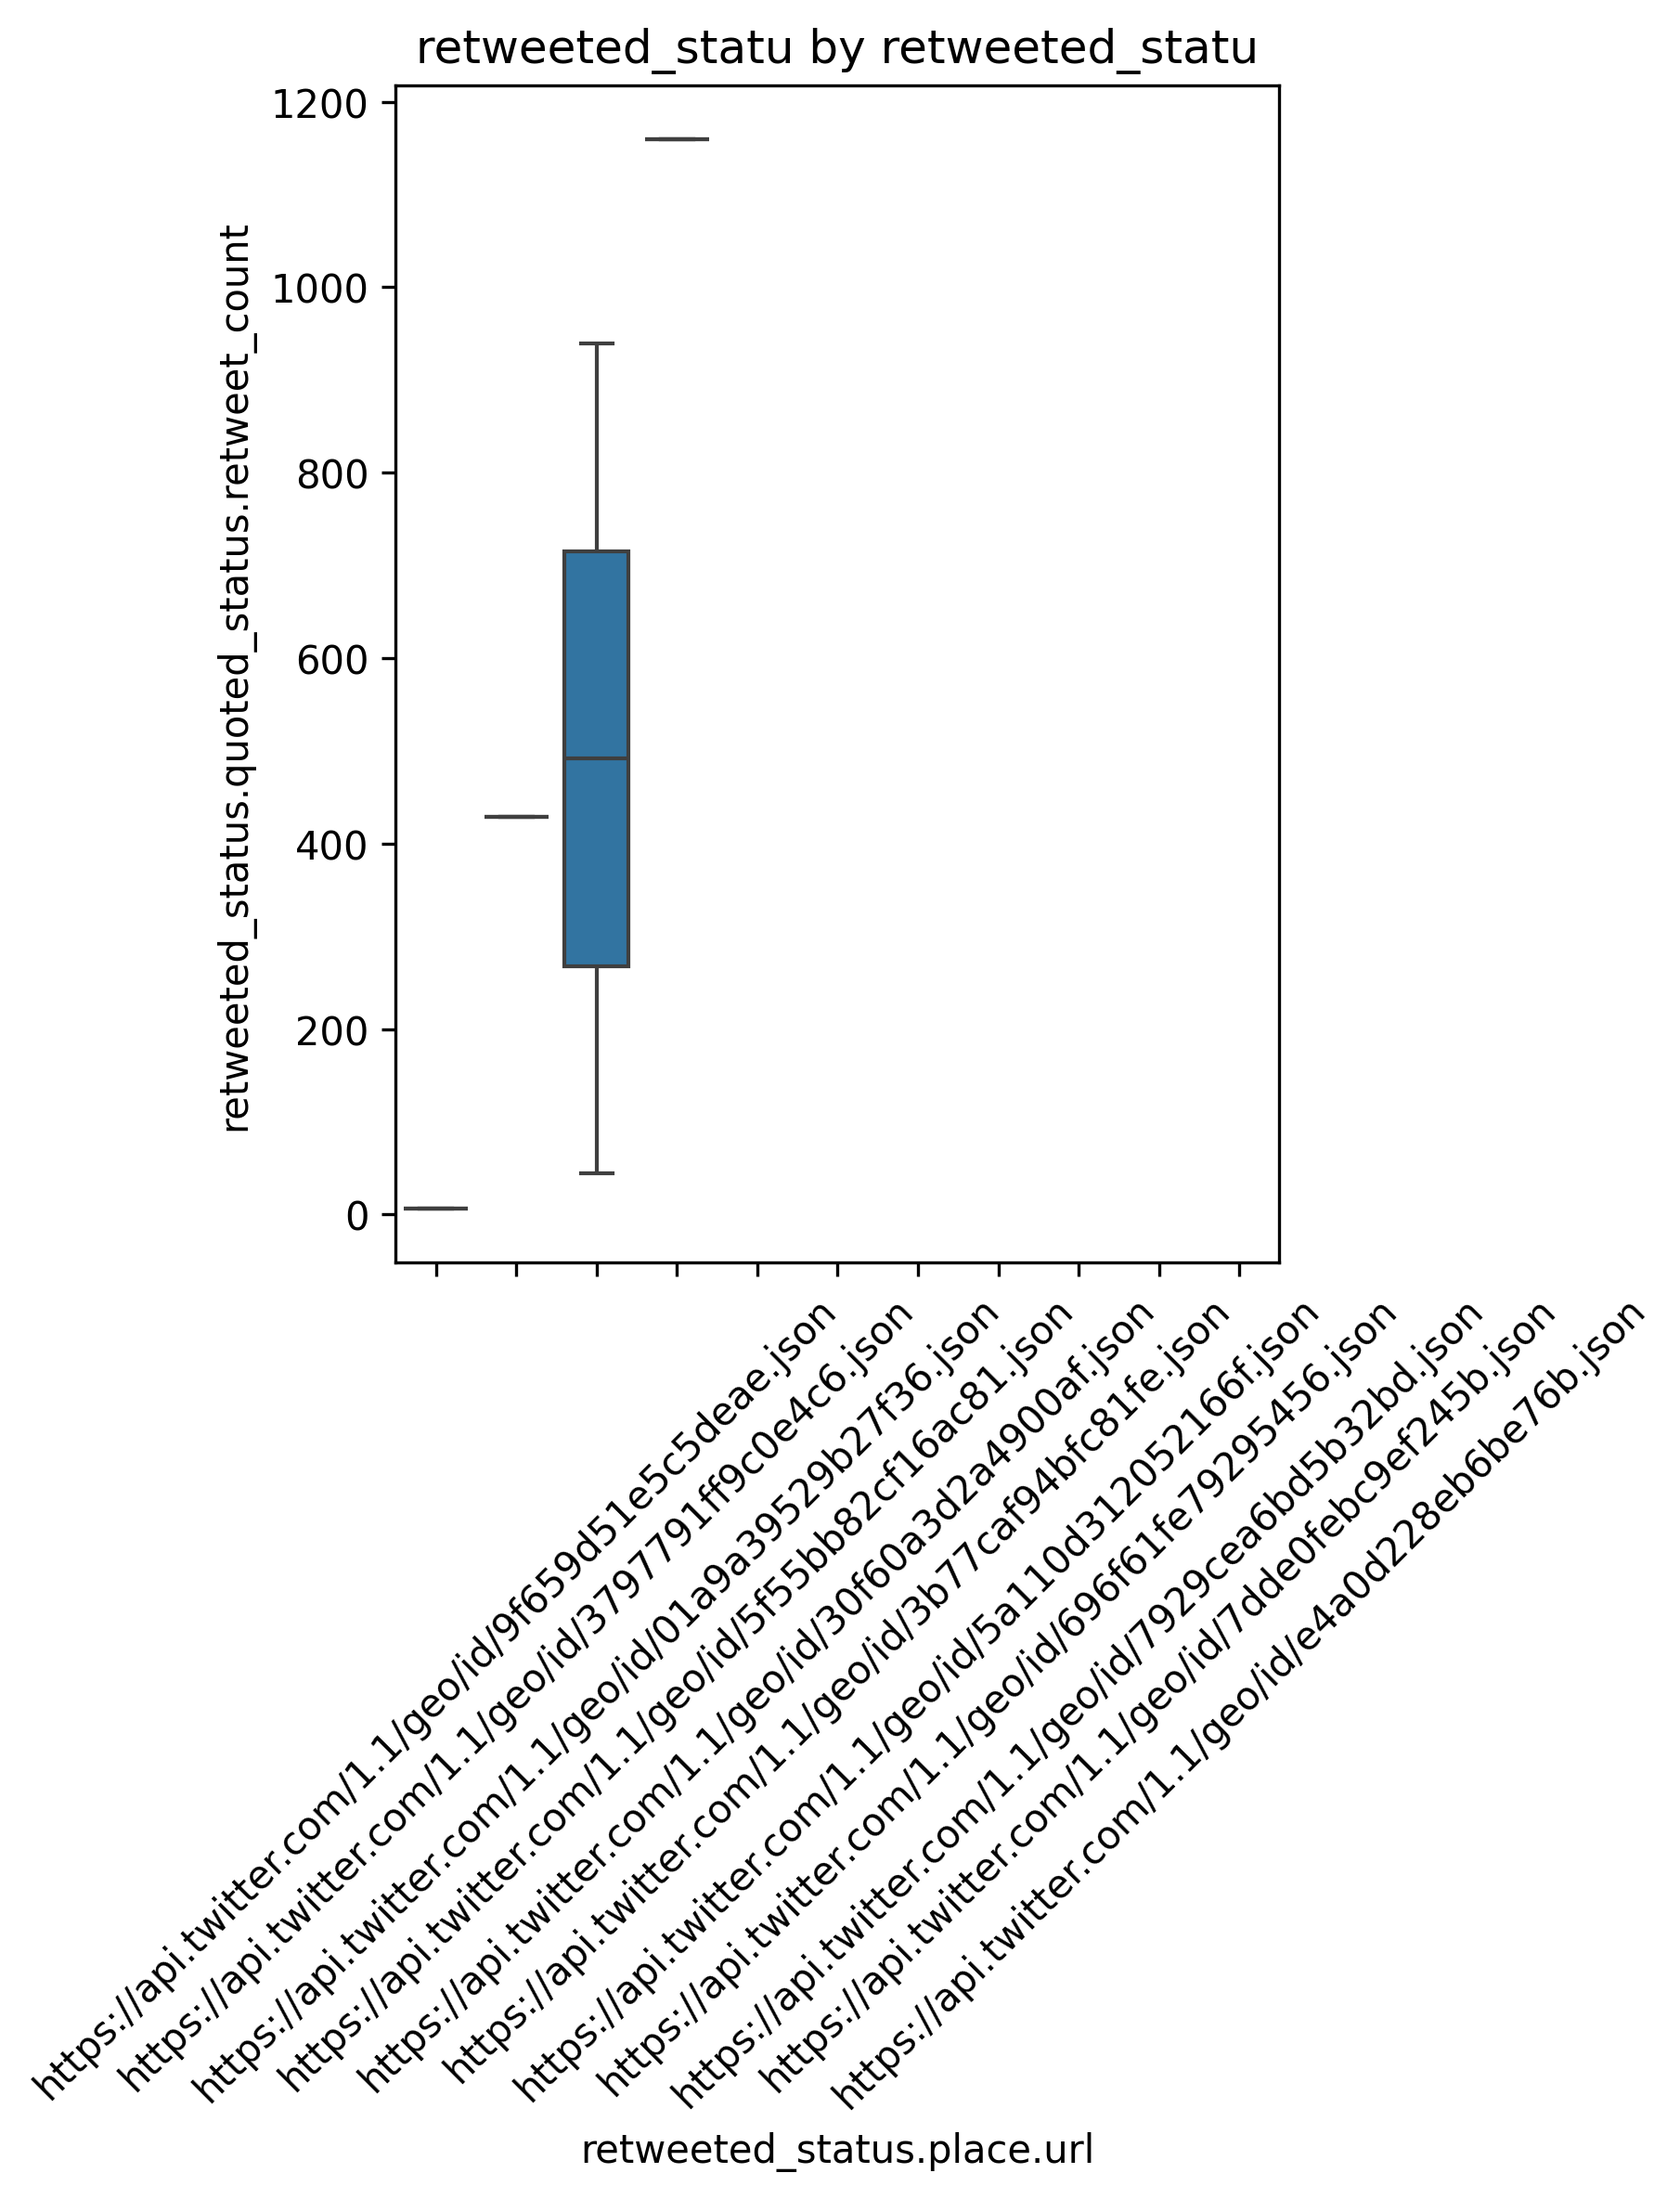 retweeted_statu by retweeted_statu
retweeted_status.quoted_status.retweet_count
1200
1000
800
600
400
200
0
https://api.twitter.com/1.1/geo/id/9f659d51e5c5deae.json
https://api.twitter.com/1.1/geo/id/3797791ff9c0e4c6.json
https://api.twitter.com/1.1/geo/id/01a9a39529b27f36.json
https://api.twitter.com/1.1/geo/id/5f55bb82cf16ac81.json
https://api.twitter.com/1.1/geo/id/30f60a3d2a4900af.json
https://api.twitter.com/1.1/geo/id/3b77caf94bfc81fe.json
https://api.twitter.com/1.1/geo/id/5a110d312052166f.json
https://api.twitter.com/1.1/geo/id/696f61fe79295456.json
https://api.twitter.com/1.1/geo/id/7929cea6bd5b32bd.json
https://api.twitter.com/1.1/geo/id/7dde0febc9ef245b.json
https://api.twitter.com/1.1/geo/id/e4a0d228eb6be76b.json
retweeted_status.place.url